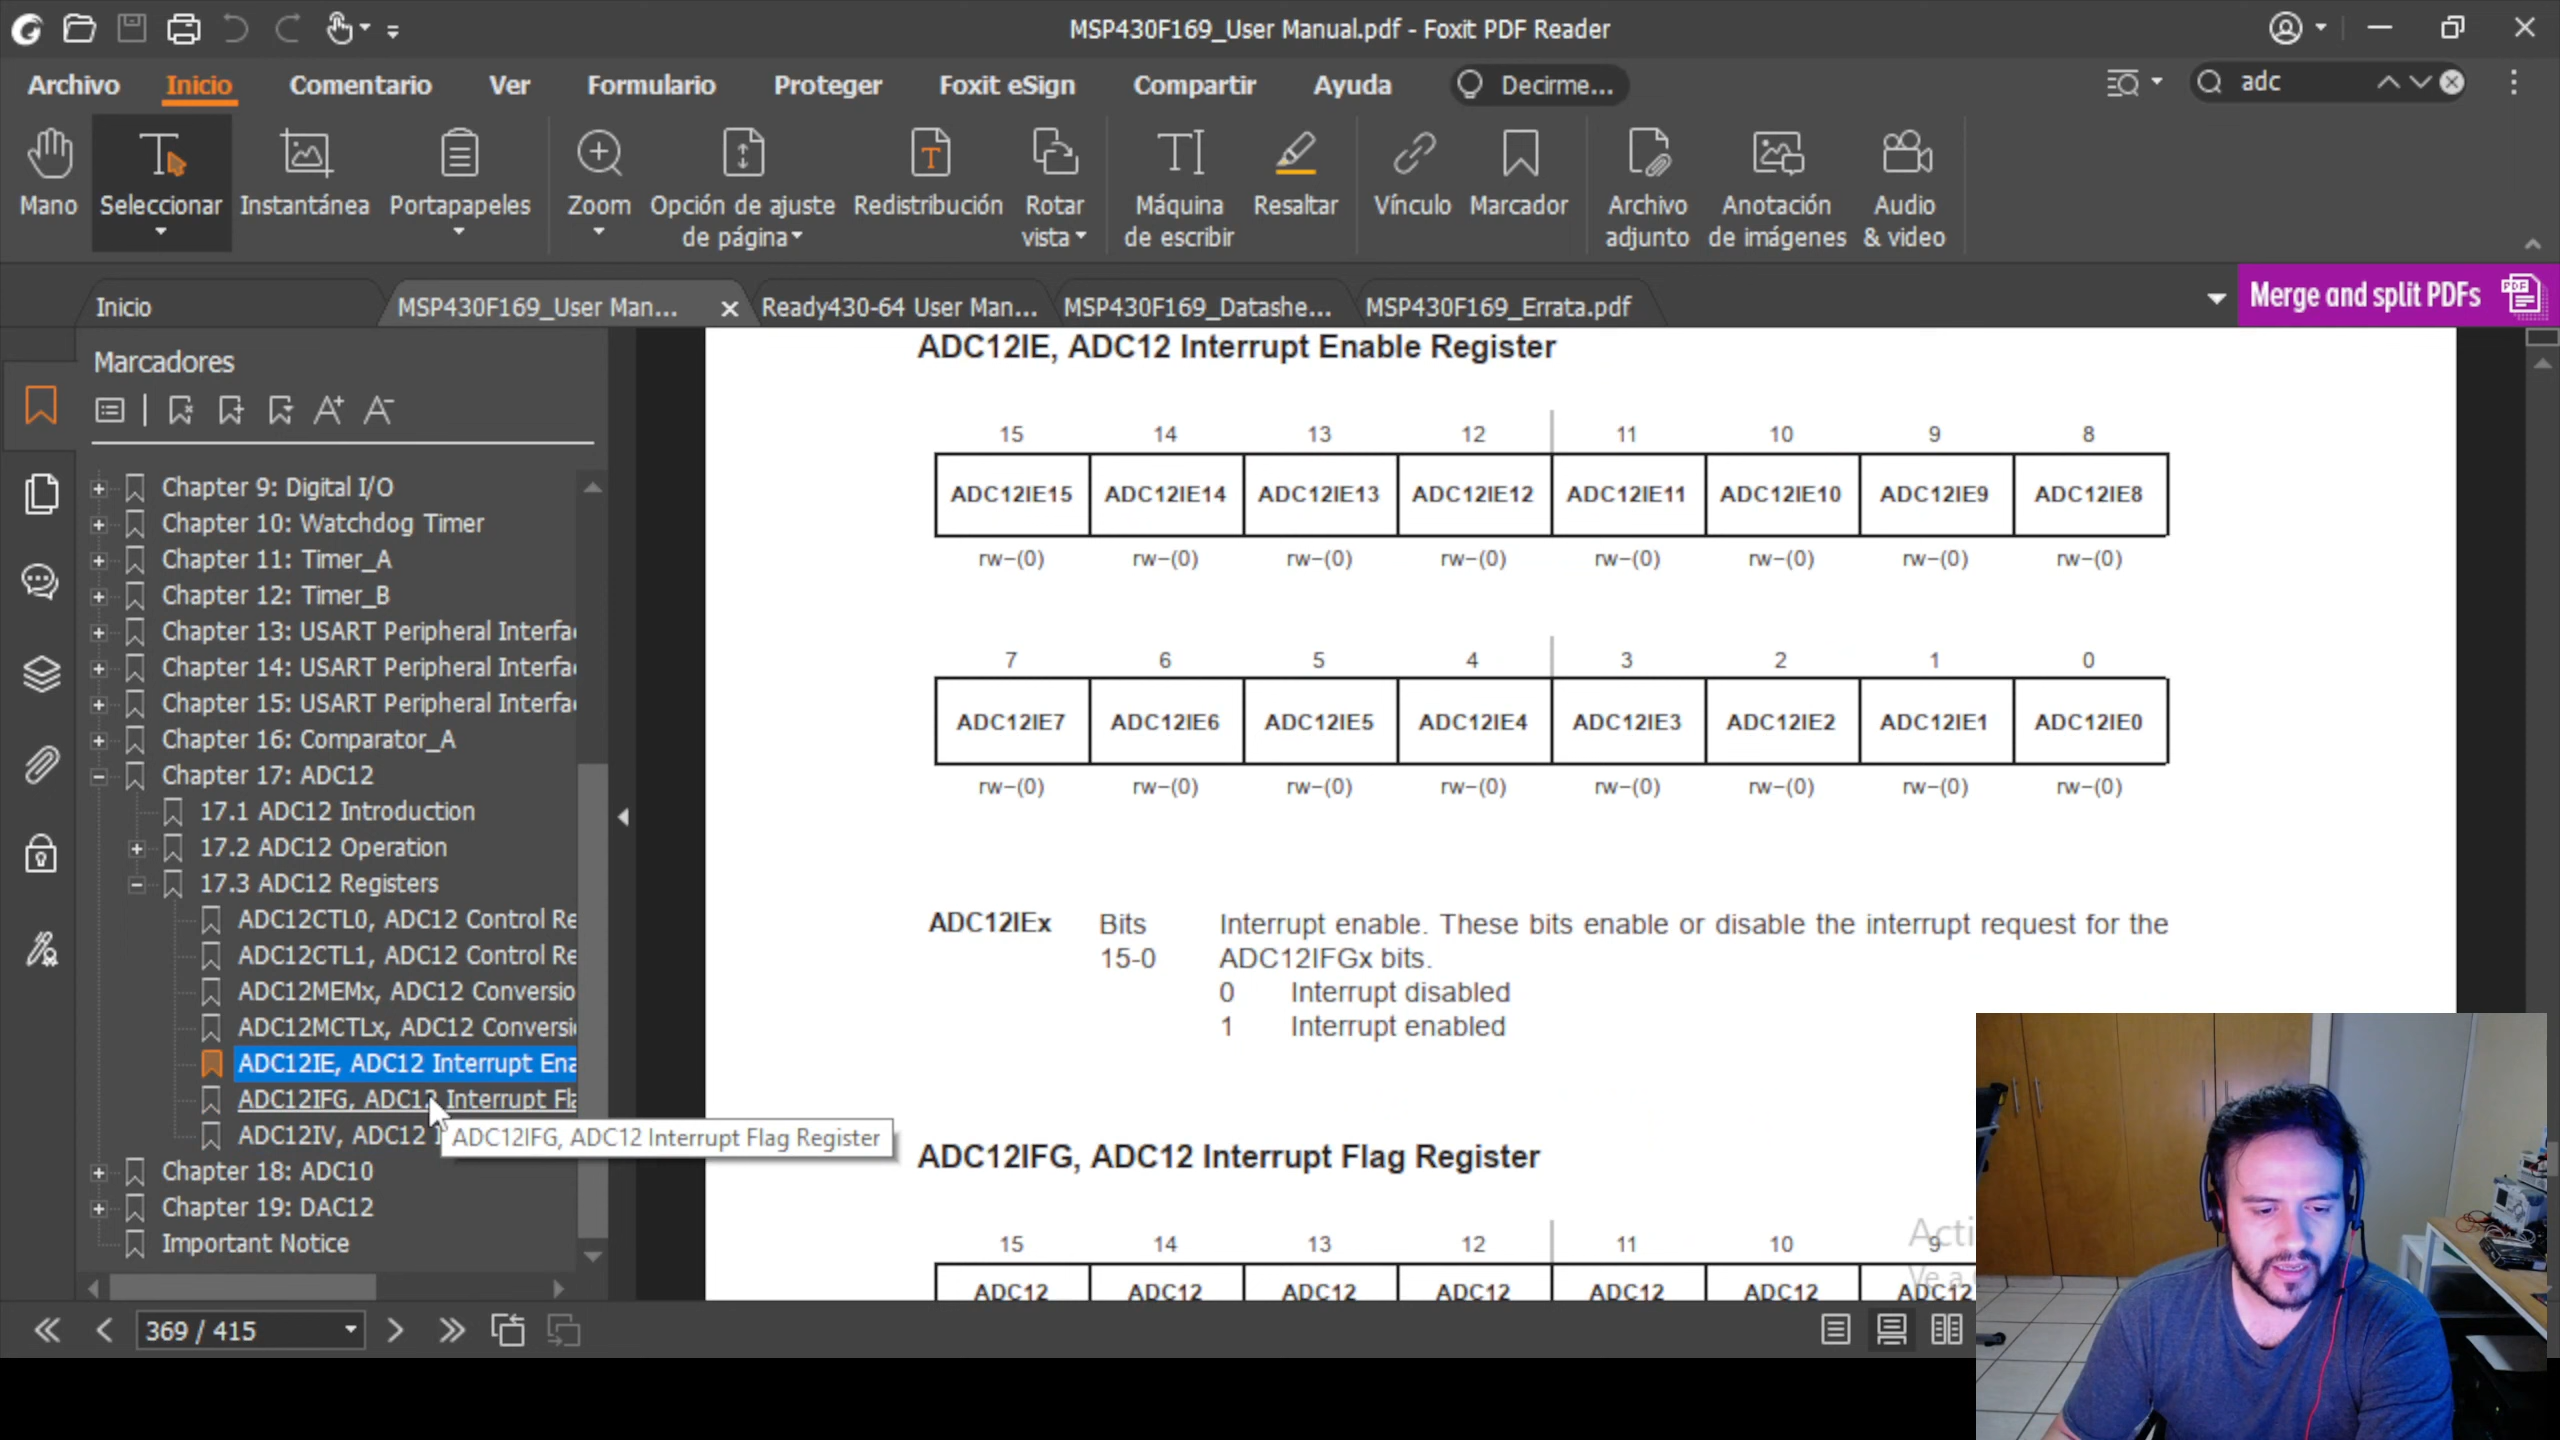 MSP430F169_User Manual.pdf - Foxit PDF Reader
Archivo Inicio Comentario Ver Formulario Proteger Foxit eSign Compartir Ayuda Decirme... adc
Mano Seleccionar Instantánea Portapapeles Zoom Opción de ajuste de página Redistribución Rotar vista Máquina de escribir Resaltar Vínculo Marcador Archivo adjunto Anotación de imágenes Audio & video
Inicio MSP430F169_User Man... Ready430-64 User Man... MSP430F169_Datashe... MSP430F169_Errata.pdf Merge and split PDFs
Marcadores
Chapter 9: Digital I/O
Chapter 10: Watchdog Timer
Chapter 11: Timer_A
Chapter 12: Timer_B
Chapter 13: USART Peripheral Interfa
Chapter 14: USART Peripheral Interfa
Chapter 15: USART Peripheral Interfa
Chapter 16: Comparator_A
Chapter 17: ADC12
17.1 ADC12 Introduction
17.2 ADC12 Operation
17.3 ADC12 Registers
ADC12CTL0, ADC12 Control Re
ADC12CTL1, ADC12 Control Re
ADC12MEMx, ADC12 Conversio
ADC12MCTLx, ADC12 Conversi
ADC12IE, ADC12 Interrupt Ena
ADC12IFG, ADC12 Interrupt Fla
ADC12IV, ADC12 I
ADC12IFG, ADC12 Interrupt Flag Register
Chapter 18: ADC10
Chapter 19: DAC12
Important Notice
369 / 415
ADC12IE, ADC12 Interrupt Enable Register
15 14 13 12 11 10 9 8
ADC12IE15 ADC12IE14 ADC12IE13 ADC12IE12 ADC12IE11 ADC12IE10 ADC12IE9 ADC12IE8
rw−(0) rw−(0) rw−(0) rw−(0) rw−(0) rw−(0) rw−(0) rw−(0)
7 6 5 4 3 2 1 0
ADC12IE7 ADC12IE6 ADC12IE5 ADC12IE4 ADC12IE3 ADC12IE2 ADC12IE1 ADC12IE0
rw−(0) rw−(0) rw−(0) rw−(0) rw−(0) rw−(0) rw−(0) rw−(0)
ADC12IEx Bits Interrupt enable. These bits enable or disable the interrupt request for the
15-0 ADC12IFGx bits.
0 Interrupt disabled
1 Interrupt enabled
ADC12IFG, ADC12 Interrupt Flag Register
15 14 13 12 11 10 9
ADC12 ADC12 ADC12 ADC12 ADC12 ADC12 ADC12
Acti
Ve a